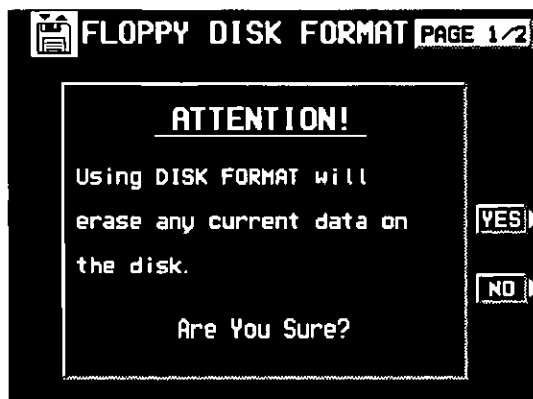 FLOPPY DISK FORMAT PAGE 1/2
ATTENTION!
Using DISK FORMAT will
erase any current data on
the disk.
Are You Sure?
YES
NO